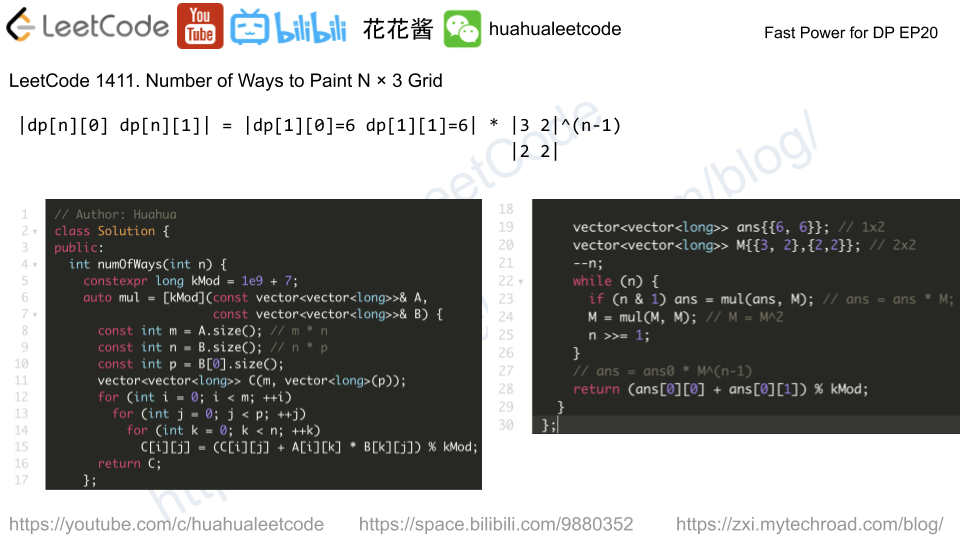 LeetCode You Tube bilibili 花花酱 huahualeetcode
Fast Power for DP EP20
LeetCode 1411. Number of Ways to Paint N × 3 Grid
|dp[n][0] dp[n][1]| = |dp[1][0]=6 dp[1][1]=6| * |3 2|^(n-1)
|2 2|
1 // Author: Huahua
2 class Solution {
3 public:
4 int numOfWays(int n) {
5 constexpr long kMod = 1e9 + 7;
6 auto mul = [kMod](const vector<vector<long>>& A,
7 const vector<vector<long>>& B) {
8 const int m = A.size(); // m * n
9 const int n = B.size(); // n * p
10 const int p = B[0].size();
11 vector<vector<long>> C(m, vector<long>(p));
12 for (int i = 0; i < m; ++i)
13 for (int j = 0; j < p; ++j)
14 for (int k = 0; k < n; ++k)
15 C[i][j] = (C[i][j] + A[i][k] * B[k][j]) % kMod;
16 return C;
17 };
18
19 vector<vector<long>> ans{{6, 6}}; // 1x2
20 vector<vector<long>> M{{3, 2},{2,2}}; // 2x2
21 --n;
22 while (n) {
23 if (n & 1) ans = mul(ans, M); // ans = ans * M;
24 M = mul(M, M); // M = M^2
25 n >>= 1;
26 }
27 // ans = ans0 * M^(n-1)
28 return (ans[0][0] + ans[0][1]) % kMod;
29 }
30 };
https://youtube.com/c/huahualeetcode
https://space.bilibili.com/9880352
https://zxi.mytechroad.com/blog/